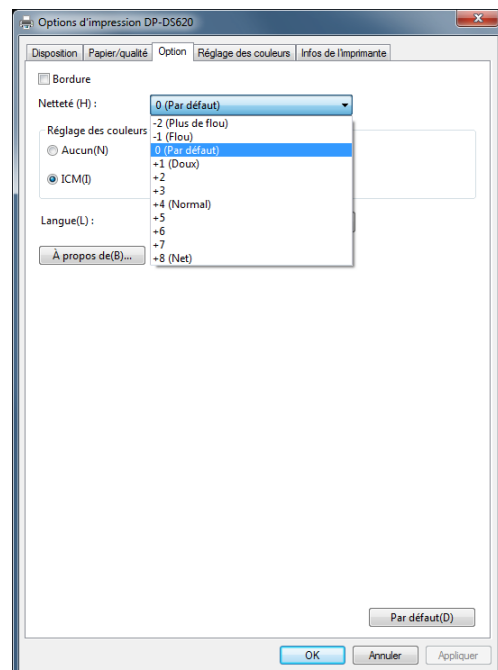 Options d'impression DP-DS620
Disposition Papier/qualité Option Réglage des couleurs Infos de l'imprimante
Bordure
Netteté (H) : 0 (Par défaut)
-2 (Plus de flou)
-1 (Flou)
0 (Par défaut)
+1 (Doux)
+2
+3
+4 (Normal)
+5
+6
+7
+8 (Net)
Réglage des couleurs
Aucun(N)
ICM(I)
Langue(L) :
À propos de(B)...
Par défaut(D)
OK Annuler Appliquer